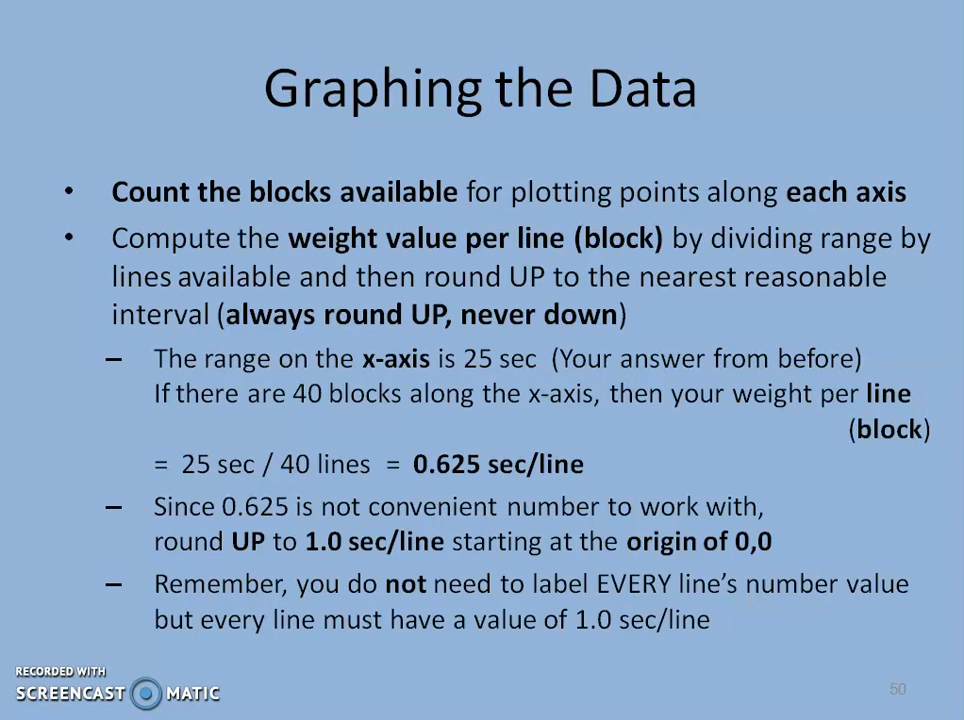 Graphing the Data
• Count the blocks available for plotting points along each axis
• Compute the weight value per line (block) by dividing range by
lines available and then round UP to the nearest reasonable
interval (always round UP, never down)
– The range on the x-axis is 25 sec (Your answer from before)
If there are 40 blocks along the x-axis, then your weight per line
(block)
= 25 sec / 40 lines = 0.625 sec/line
– Since 0.625 is not convenient number to work with,
round UP to 1.0 sec/line starting at the origin of 0,0
– Remember, you do not need to label EVERY line's number value
but every line must have a value of 1.0 sec/line
RECORDED WITH
SCREENCAST MATIC
50